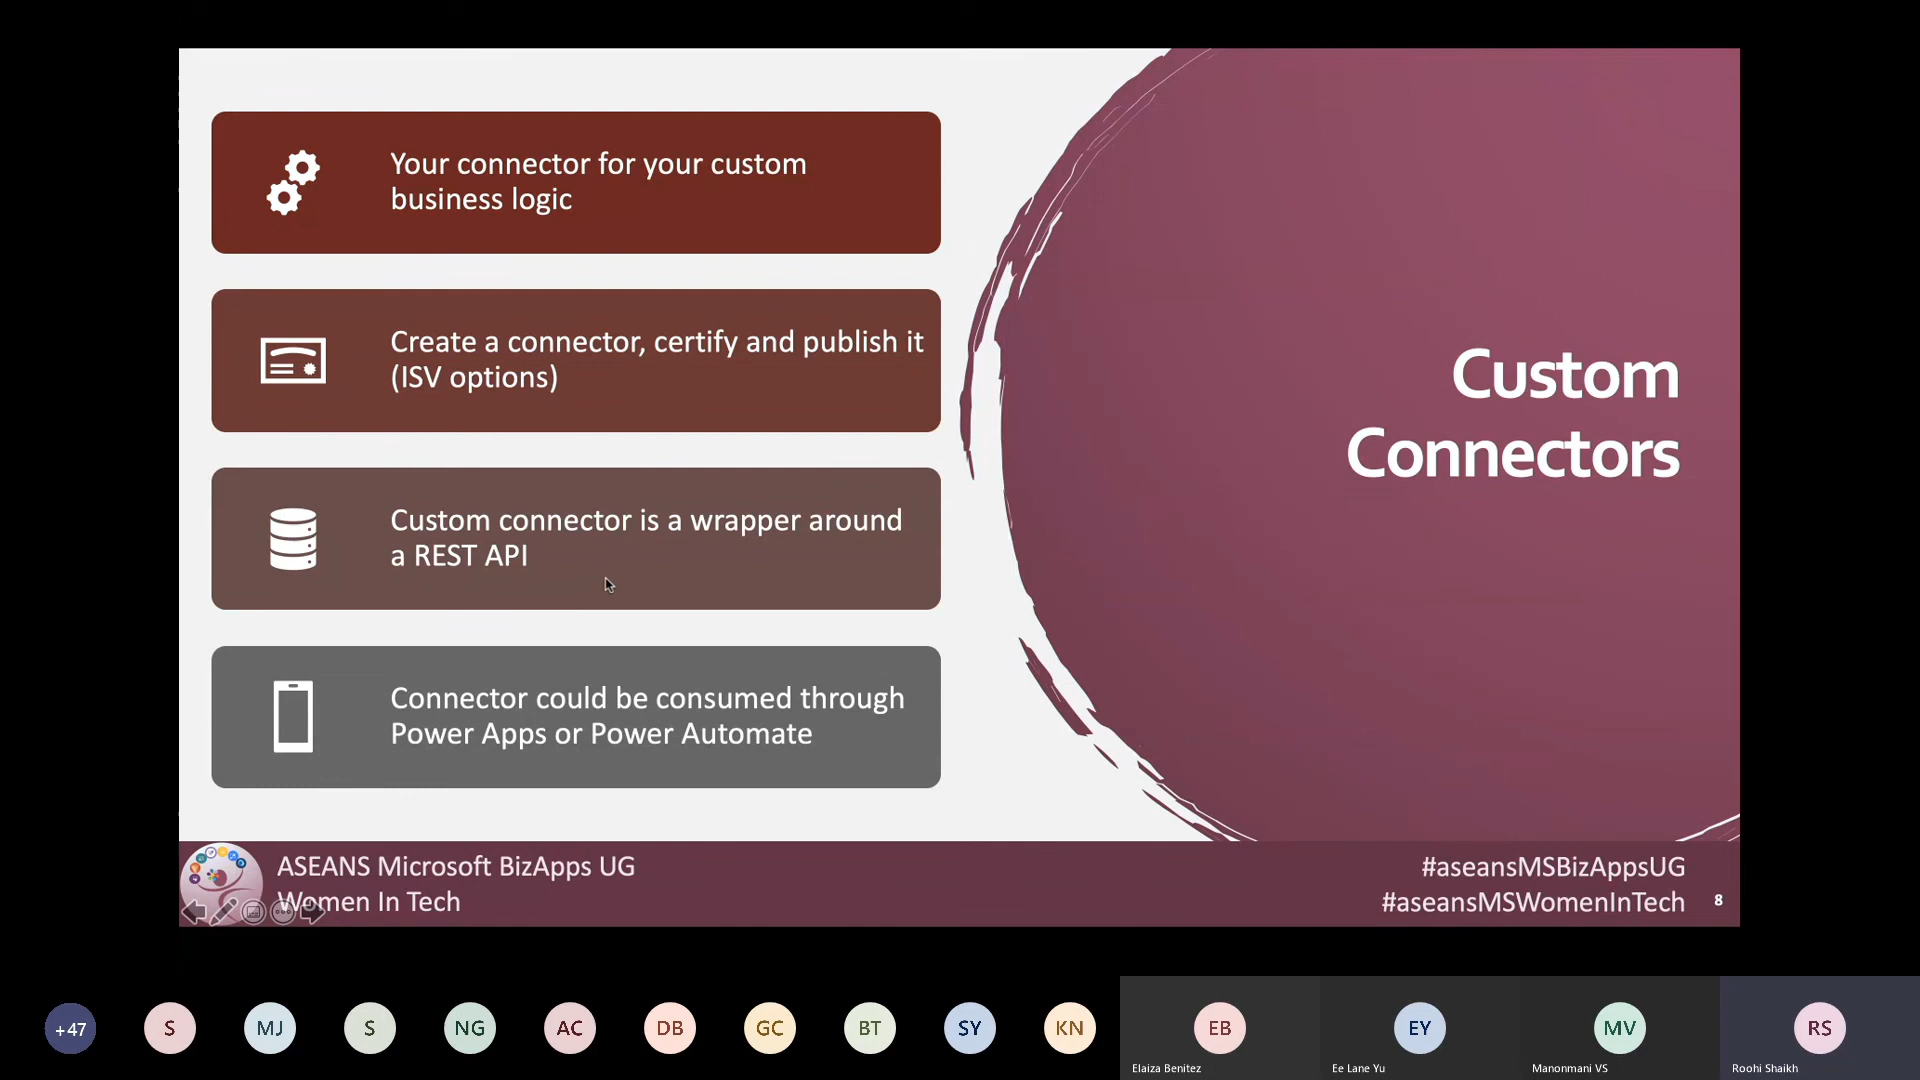 Your connector for your custom
business logic
Create a connector, certify and publish it
(ISV options)
Custom connector is a wrapper around
a REST API
Connector could be consumed through
Power Apps or Power Automate
Custom
Connectors
ASEANS Microsoft BizApps UG
Women In Tech
#aseansMSBizAppsUG
#aseansMSWomenInTech
8
+47
S
MJ
S
NG
AC
DB
GC
BT
SY
KN
EB
EY
MV
RS
Elaiza Benitez
Ee Lane Yu
Manonmani VS
Roohi Shaikh